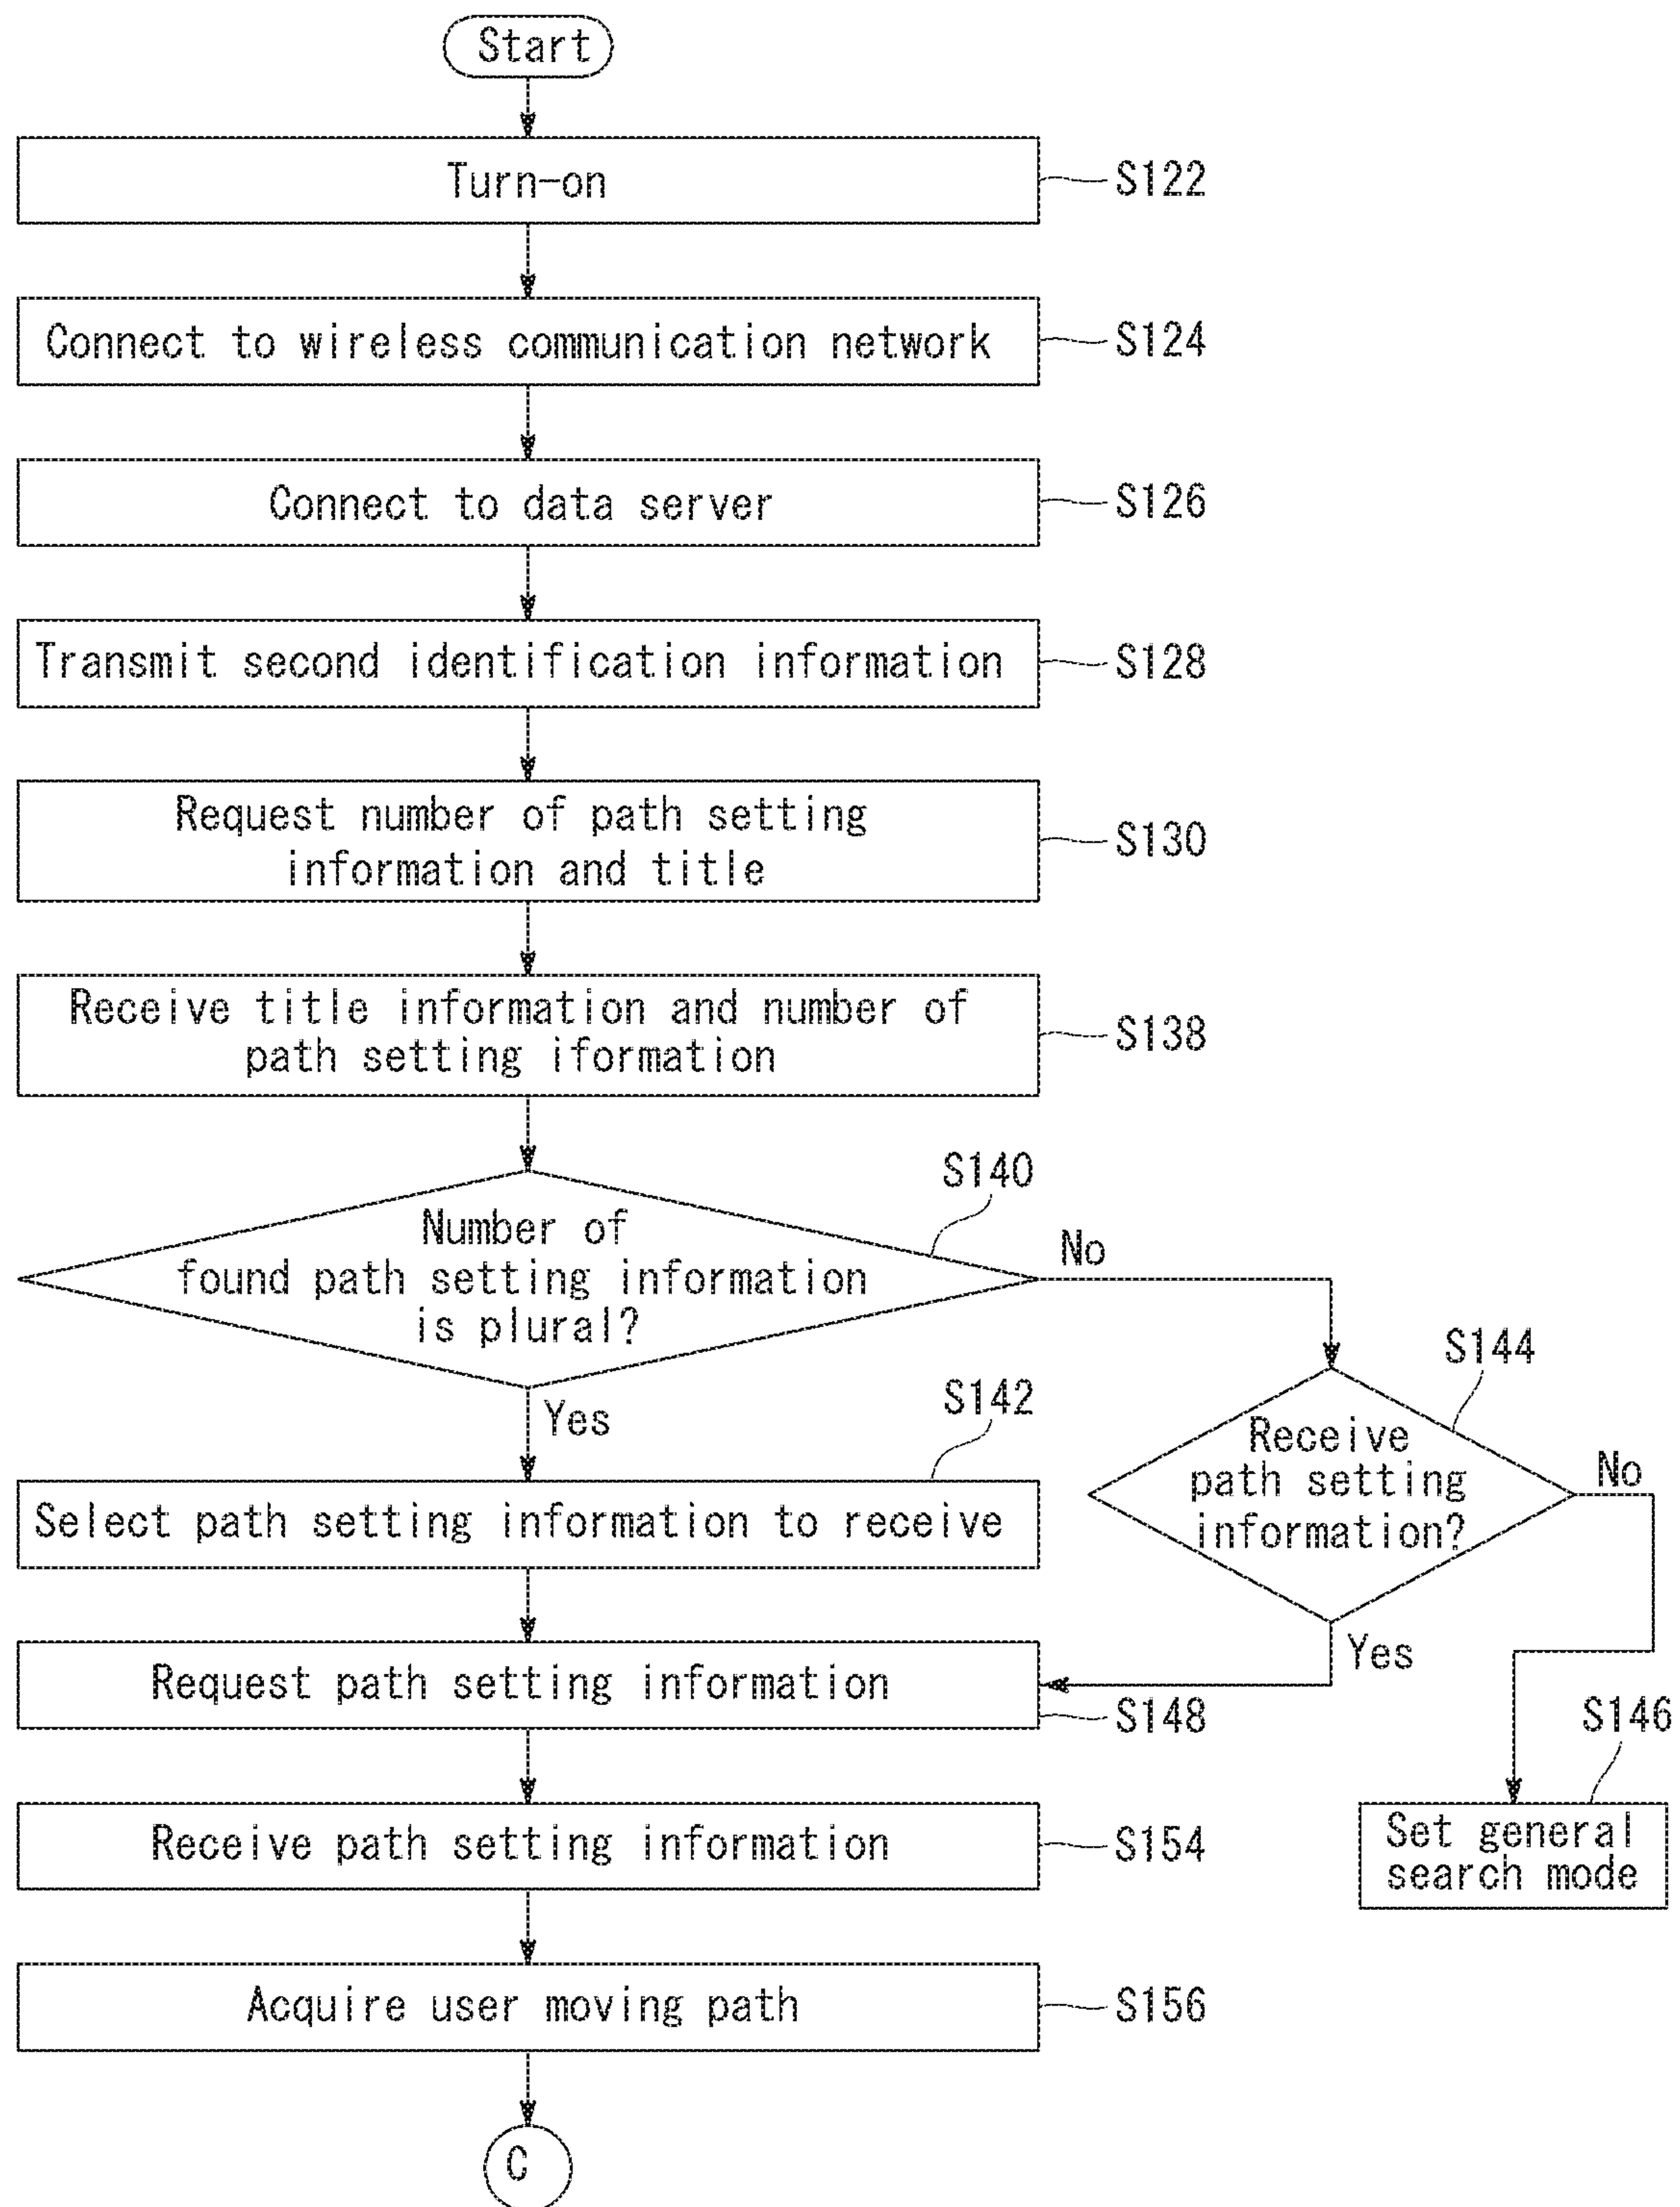 Start
Turn-on
S122
Connect to wireless communication network
S124
Connect to data server
S126
Transmit second identification information
S128
Request number of path setting
information and title
S130
Receive title information and number of
path setting iformation
S138
S140
Number of
found path setting information
is plural?
No
Yes
S142
Select path setting information to receive
S144
Receive
path setting
information?
No
Yes
Request path setting information
S148
S146
Set general
search mode
Receive path setting information
S154
Acquire user moving path
S156
C